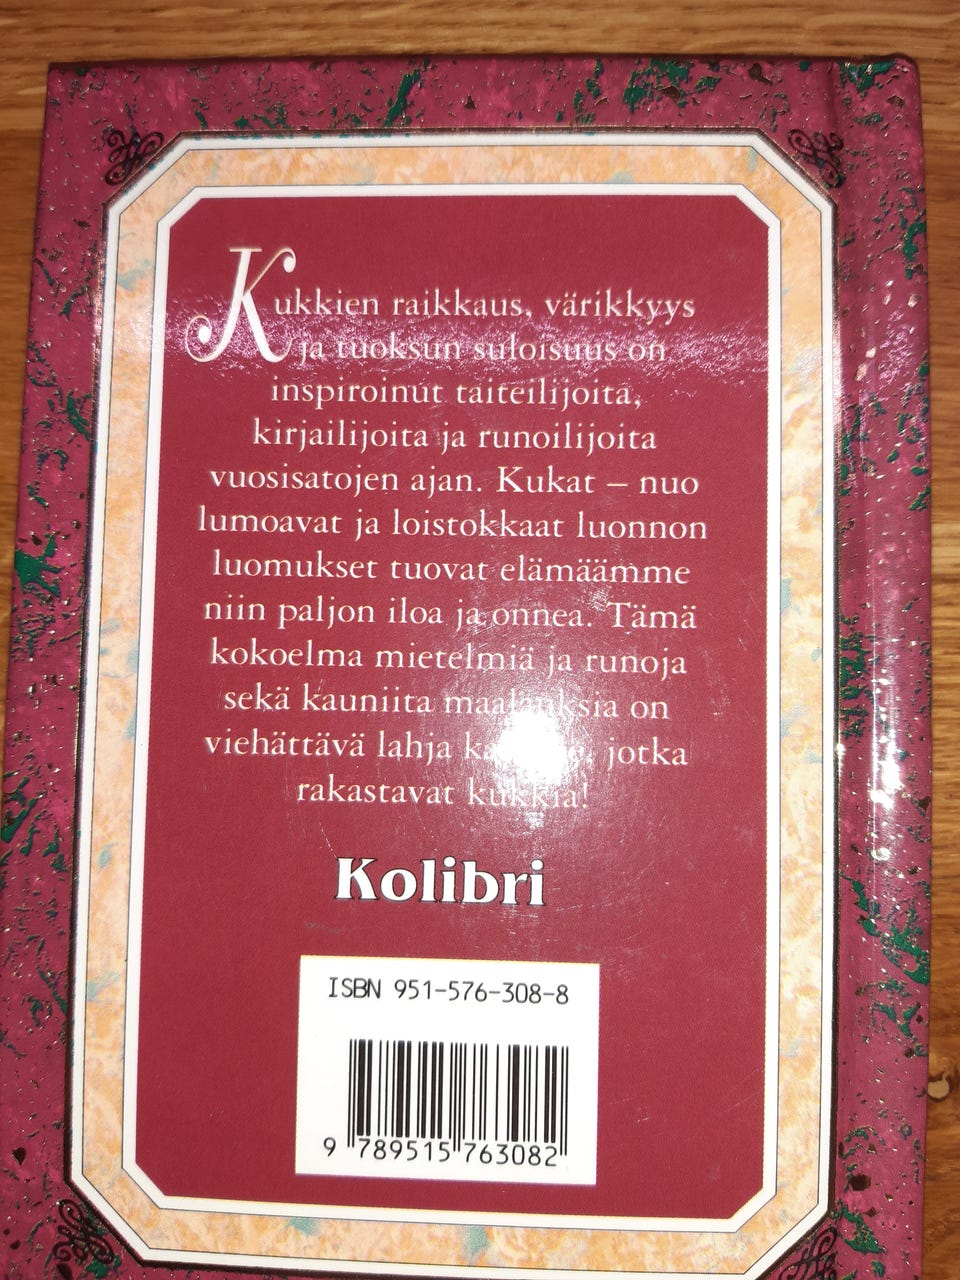 Kukkien raikkaus, värikkyys
ja tuoksun suloisuus on
inspiroinut taiteilijoita,
kirjailijoita ja runoilijoita
vuosisatojen ajan. Kukat – nuo
lumoavat ja loistokkaat luonnon
luomukset tuovat elämäämme
niin paljon iloa ja onnea. Tämä
kokoelma mietelmiä ja runoja
sekä kauniita maalauksia on
viehättävä lahja jotka
rakastavat kukkia!
Kolibri
ISBN 951-576-308-8
9 789515 763082